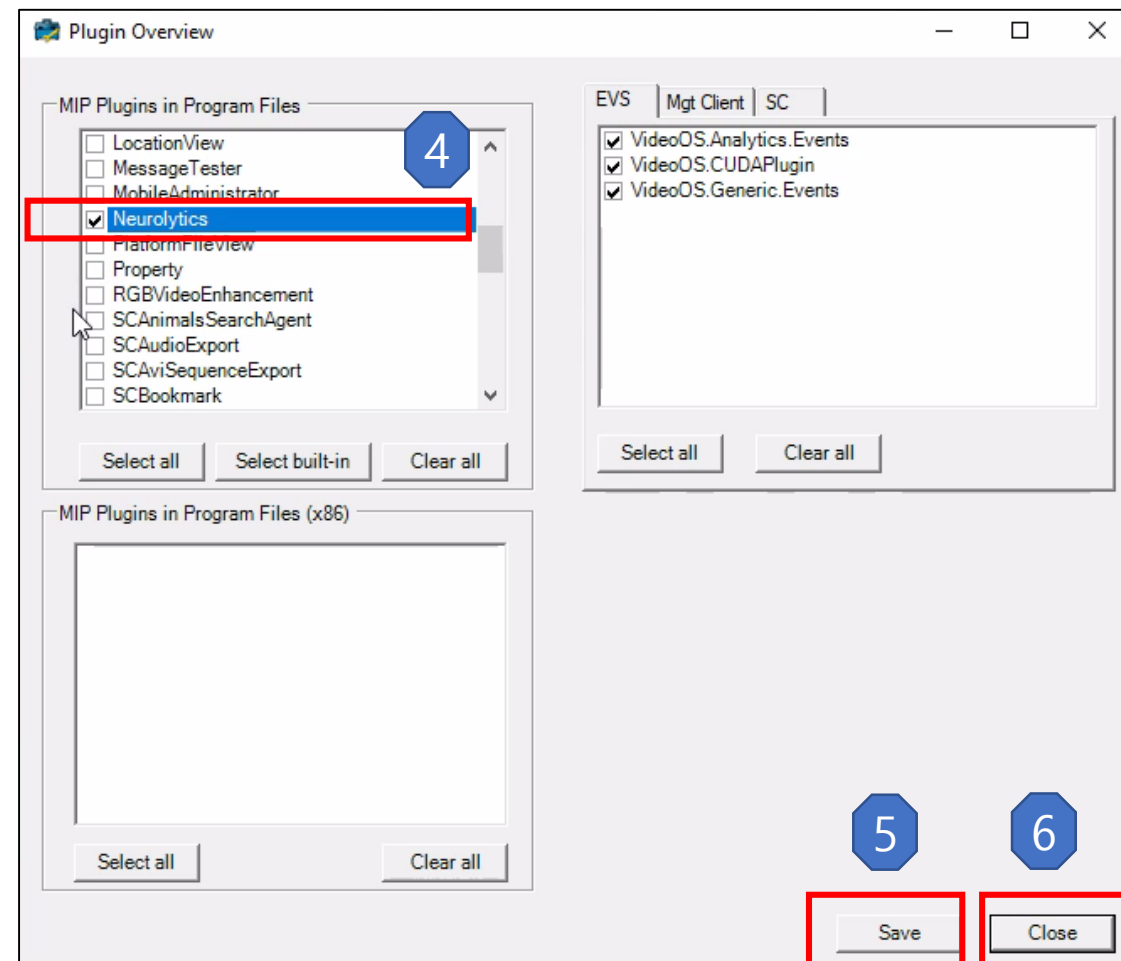 Plugin Overview
MIP Plugins in Program Files
4
LocationView
MessageTester
MobileAdministrator
Neurolytics
PlatformFileView
Property
RGBVideoEnhancement
SCAnimalsSearchAgent
SCAudioExport
SCAviSequenceExport
SCBookmark
Select all Select built-in Clear all
EVS Mgt Client SC
VideoOS.Analytics.Events
VideoOS.CUDAPlugin
VideoOS.Generic.Events
Select all Clear all
MIP Plugins in Program Files (x86)
Select all Clear all
5 6
Save Close